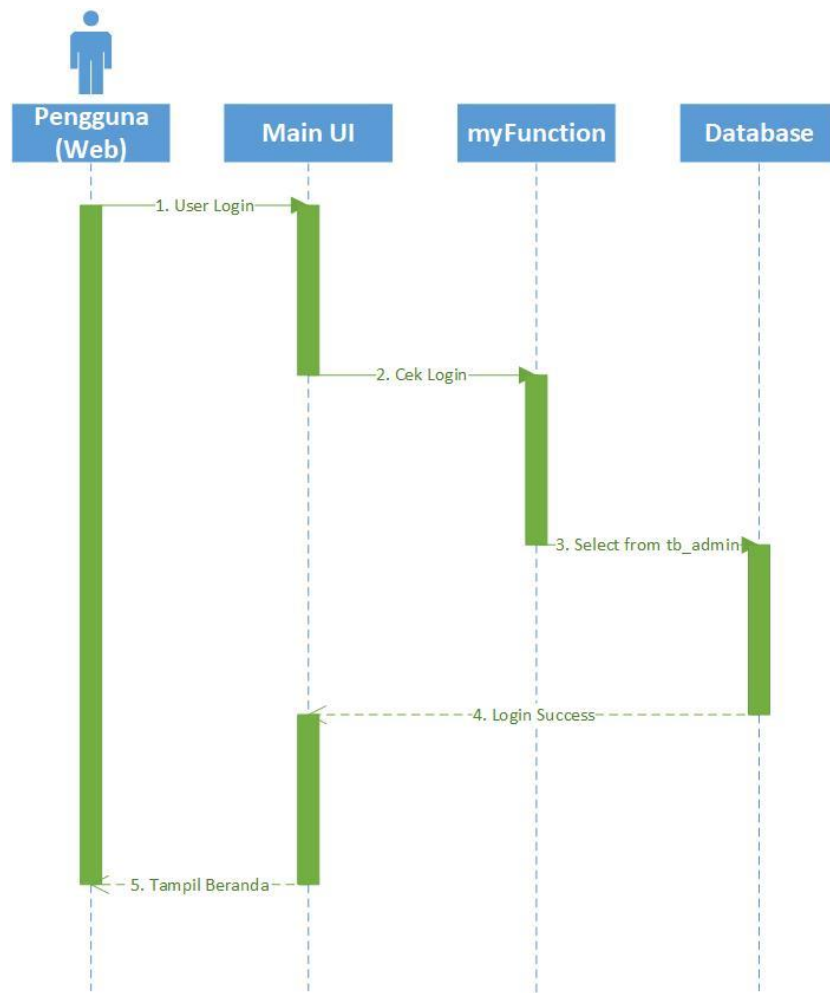 Pengguna
(Web)
Main UI
myFunction
Database
1. User Login
2. Cek Login
3. Select from tb_admin
4. Login Success
5. Tampil Beranda